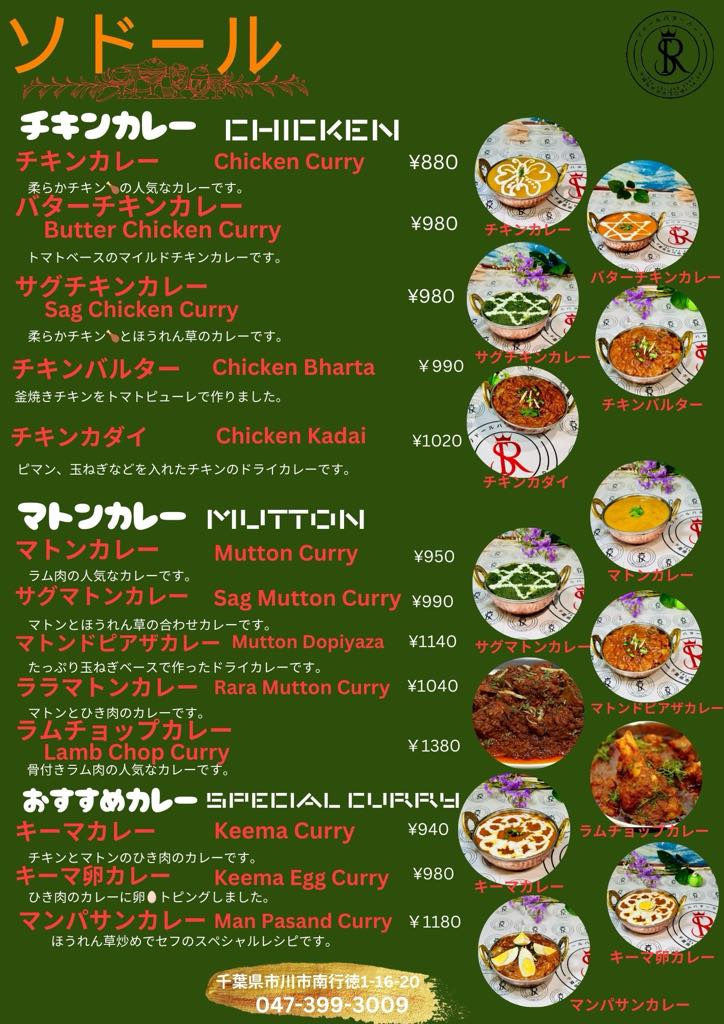 ソドール
チキンカレー CHICKEN
チキンカレー Chicken Curry ¥880
柔らかチキン🍗の人気なカレーです。
バターチキンカレー
Butter Chicken Curry ¥980
トマトベースのマイルドチキンカレーです。
サグチキンカレー
Sag Chicken Curry ¥980
柔らかチキン🍗とほうれん草のカレーです。
チキンバルター Chicken Bharta ¥990
釜焼きチキンをトマトピューレで作りました。
チキンカダイ Chicken Kadai ¥1020
ピマン、玉ねぎなどを入れたチキンのドライカレーです。
チキンカレー
バターチキンカレー
サグチキンカレー
チキンバルター
チキンカダイ
マトンカレー MUTTON
マトンカレー Mutton Curry ¥950
ラム肉の人気なカレーです。
サグマトンカレー Sag Mutton Curry ¥990
マトンとほうれん草の合わせカレーです。
マトンドピアザカレー Mutton Dopiyaza ¥1140
たっぷり玉ねぎベースで作ったドライカレーです。
ララマトンカレー Rara Mutton Curry ¥1040
マトンとひき肉のカレーです。
ラムチョップカレー
Lamb Chop Curry ¥1380
骨付きラム肉の人気なカレーです。
マトンカレー
サグマトンカレー
マトンドピアザカレー
ラムチョップカレー
おすすめカレー SPECIAL CURRY
キーマカレー Keema Curry ¥940
チキンとマトンのひき肉のカレーです。
キーマ卵カレー Keema Egg Curry ¥980
ひき肉のカレーに卵🥚トピングしました。
マンパサンカレー Man Pasand Curry ¥1180
ほうれん草炒めでセフのスペシャルレシピです。
キーマカレー
キーマ卵カレー
マンパサンカレー
千葉県市川市南行徳1-16-20
047-399-3009